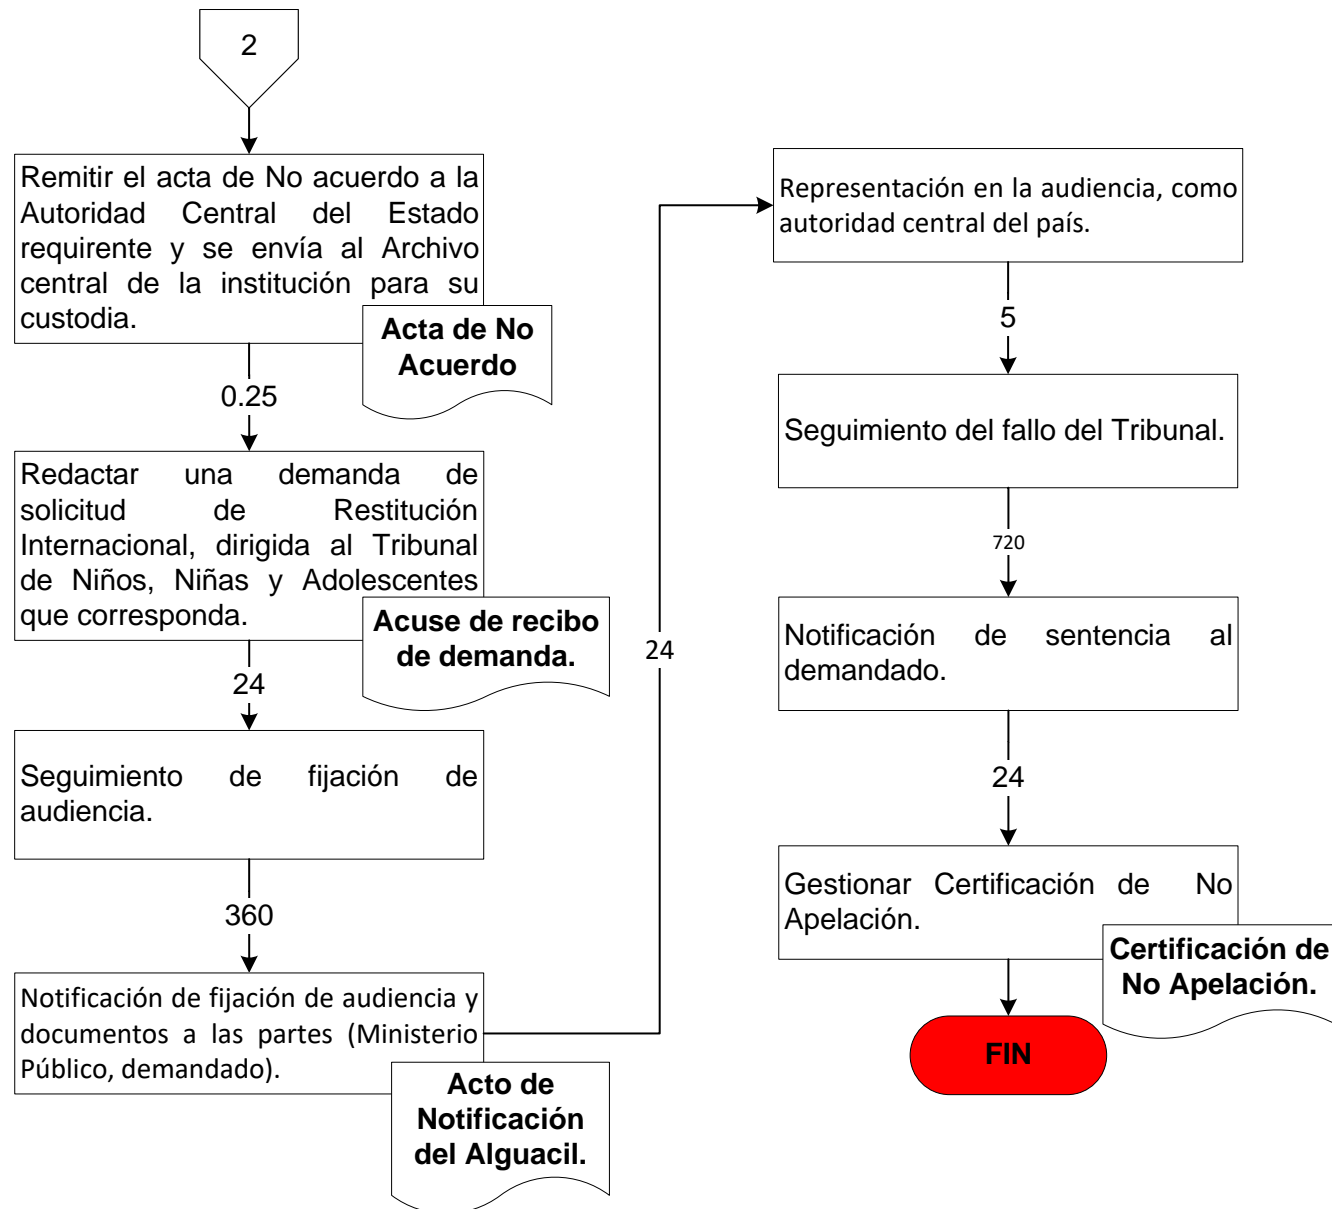 2
Remitir el acta de No acuerdo a la
Autoridad Central del Estado
requirente y se envía al Archivo
central de la institución para su
custodia.
Acta de No
Acuerdo
0.25
Redactar una demanda de
solicitud de Restitución
Internacional, dirigida al Tribunal
de Niños, Niñas y Adolescentes
que corresponda.
Acuse de recibo
de demanda.
24
Seguimiento de fijación de
audiencia.
360
Notificación de fijación de audiencia y
documentos a las partes (Ministerio
Público, demandado).
Acto de
Notificación
del Alguacil.
24
Representación en la audiencia, como
autoridad central del país.
5
Seguimiento del fallo del Tribunal.
720
Notificación de sentencia al
demandado.
24
Gestionar Certificación de No
Apelación.
Certificación de
No Apelación.
FIN